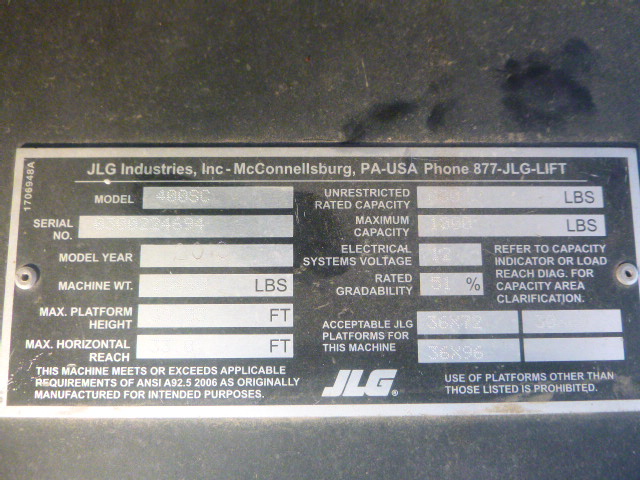 JLG Industries, Inc - McConnellsburg, PA-USA Phone 877-JLG-LIFT
1706948A
MODEL 400SC
SERIAL NO.
MODEL YEAR
MACHINE WT. LBS
MAX. PLATFORM HEIGHT FT
MAX. HORIZONTAL REACH FT
THIS MACHINE MEETS OR EXCEEDS APPLICABLE
REQUIREMENTS OF ANSI A92.5 2006 AS ORIGINALLY
MANUFACTURED FOR INTENDED PURPOSES.
UNRESTRICTED RATED CAPACITY LBS
MAXIMUM CAPACITY LBS
ELECTRICAL SYSTEMS VOLTAGE 12
RATED GRADABILITY 51 %
REFER TO CAPACITY
INDICATOR OR LOAD
REACH DIAG. FOR
CAPACITY AREA
CLARIFICATION.
ACCEPTABLE JLG
PLATFORMS FOR
THIS MACHINE
36X72
36X96
JLG®
USE OF PLATFORMS OTHER THAN
THOSE LISTED IS PROHIBITED.